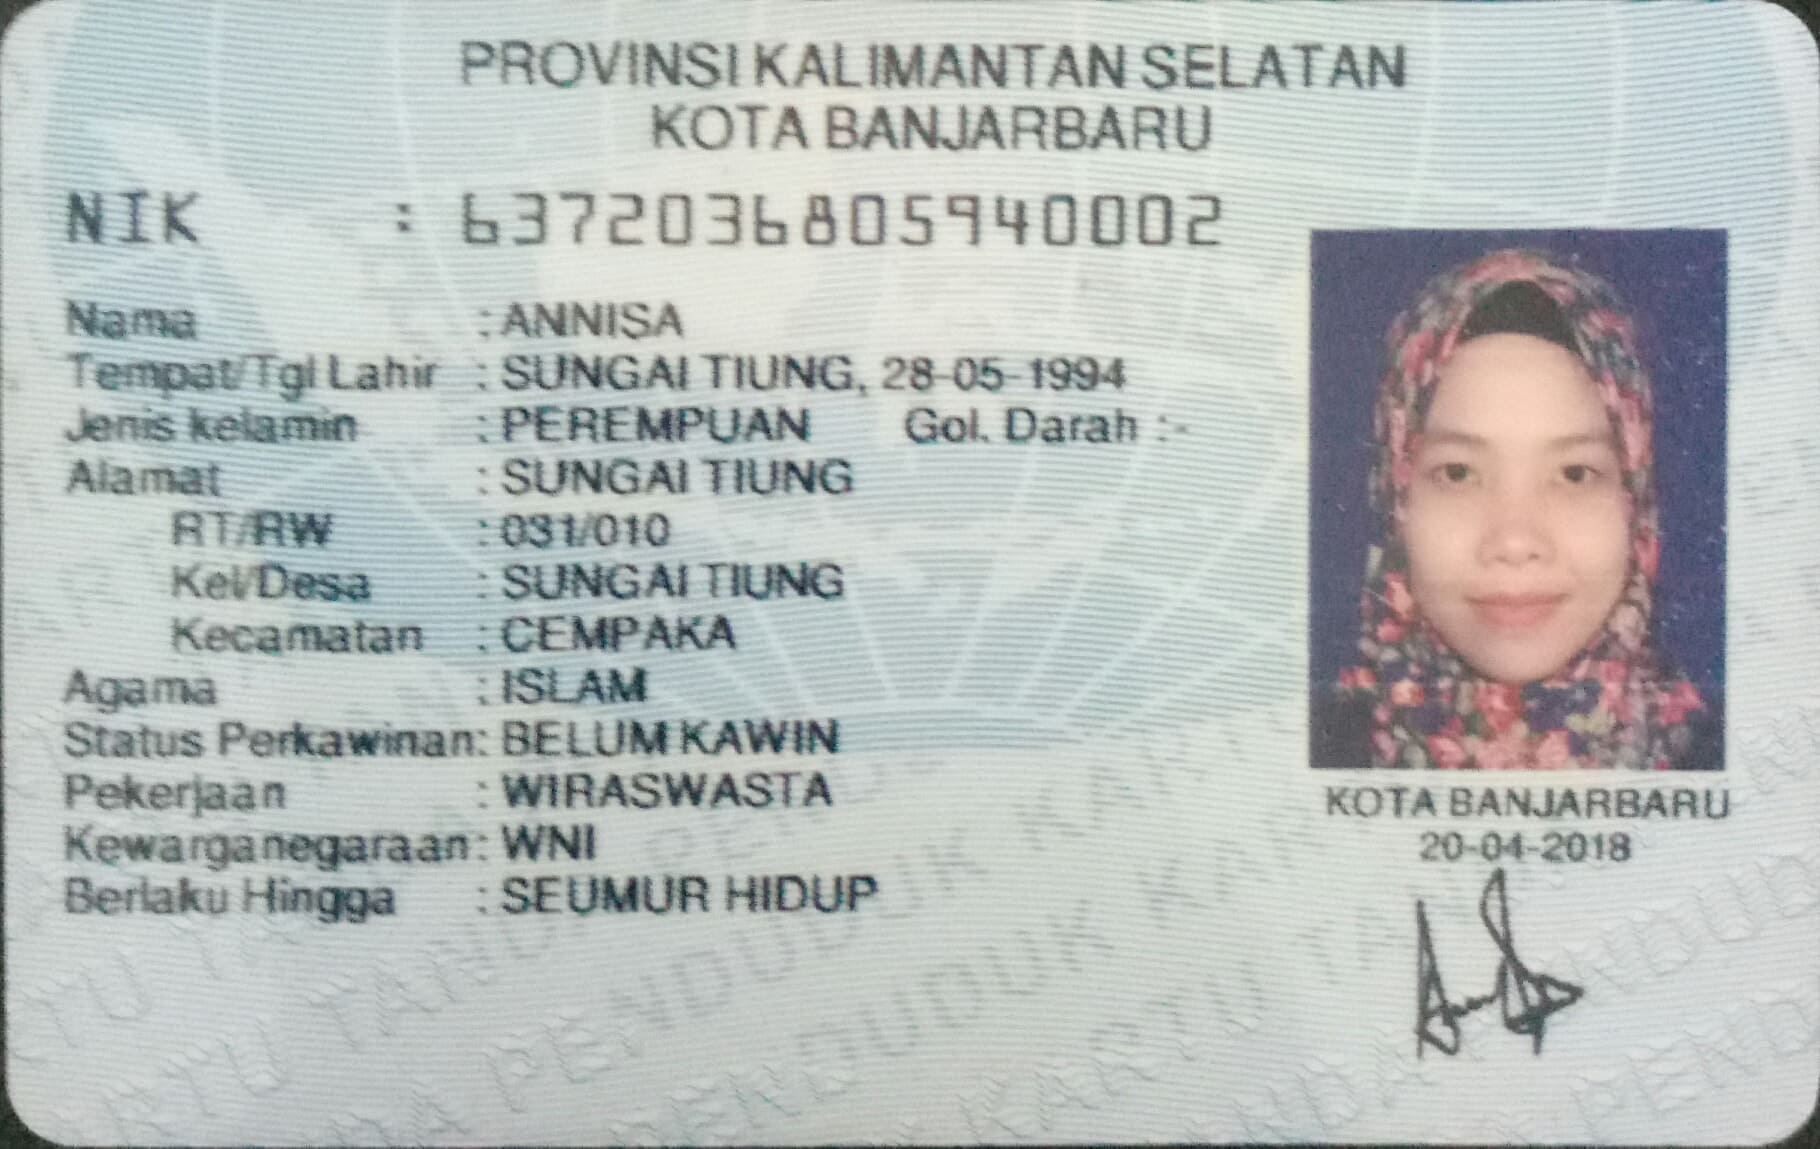 PROVINSI KALIMANTAN SELATAN
KOTA BANJARBARU
NIK : 6372036805940002
Nama : ANNISA
Tempat/Tgl Lahir : SUNGAI TIUNG, 28-05-1994
Jenis kelamin : PEREMPUAN Gol. Darah :-
Alamat : SUNGAI TIUNG
RT/RW : 031/010
Kel/Desa : SUNGAI TIUNG
Kecamatan : CEMPAKA
Agama : ISLAM
Status Perkawinan: BELUM KAWIN
Pekerjaan : WIRASWASTA
Kewarganegaraan: WNI
Berlaku Hingga : SEUMUR HIDUP
KOTA BANJARBARU
20-04-2018